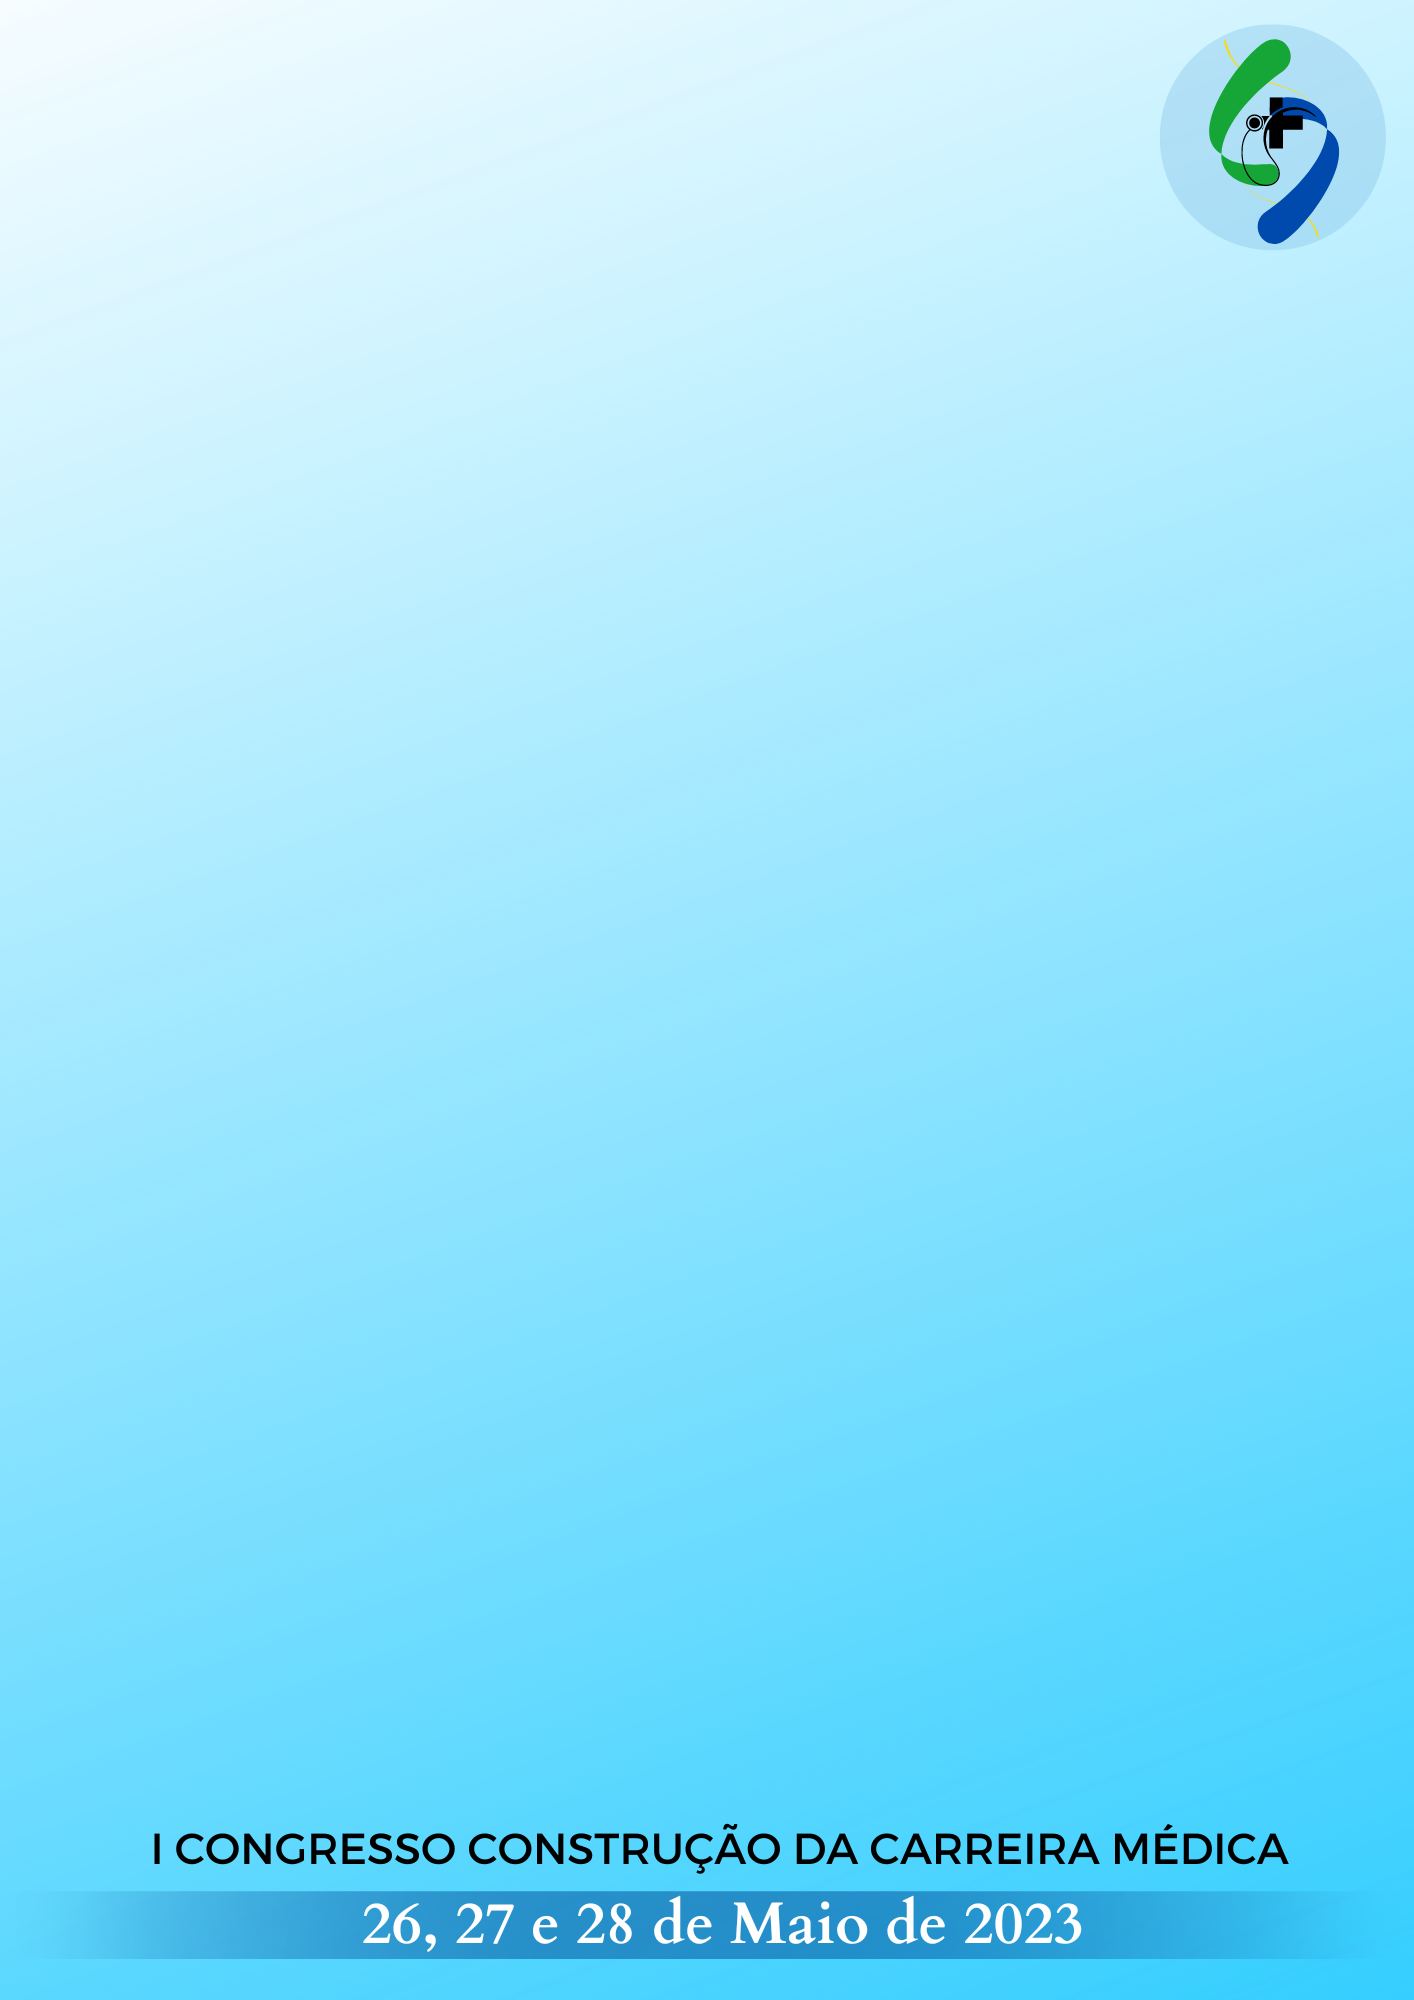 I CONGRESSO CONSTRUÇÃO DA CARREIRA MÉDICA
26, 27 e 28 de Maio de 2023